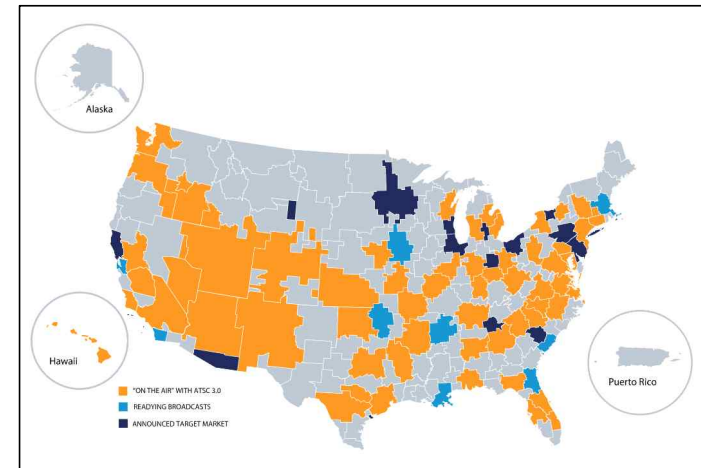 Alaska
Hawaii
Puerto Rico
"ON THE AIR" WITH ATSC 3.0
READYING BROADCASTS
ANNOUNCED TARGET MARKET